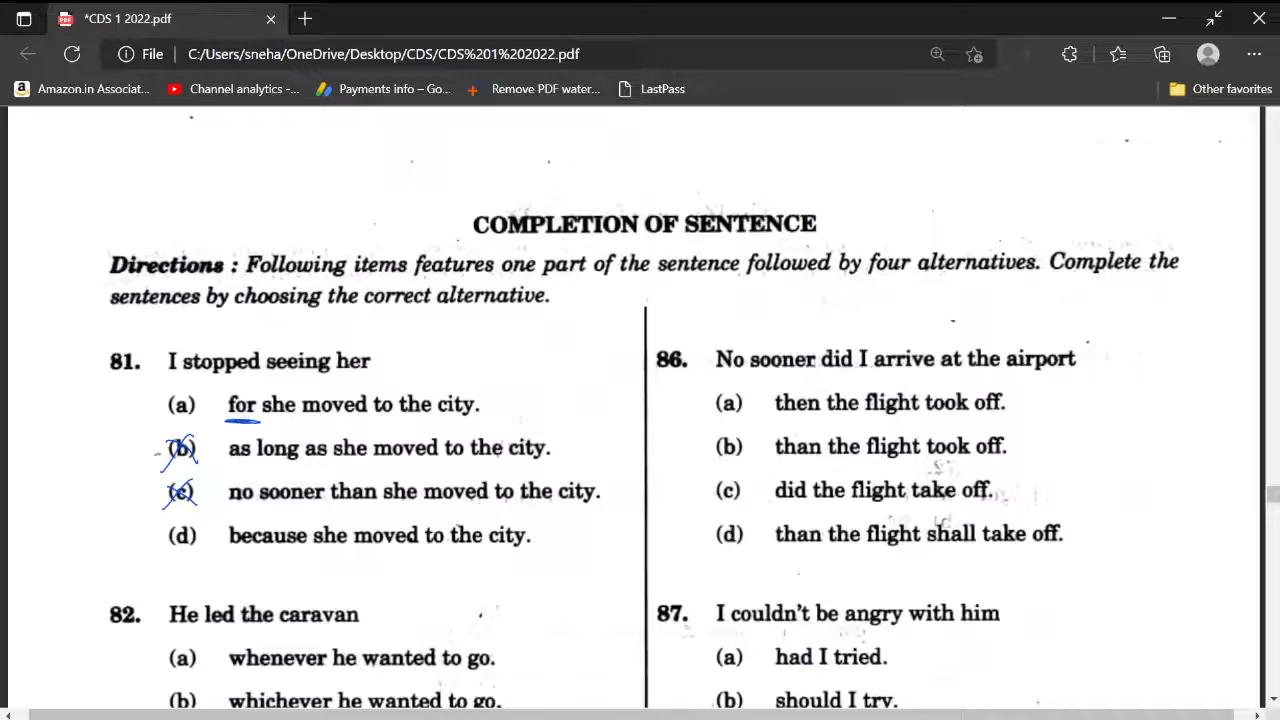 *CDS 1 2022.pdf
File
C:/Users/sneha/OneDrive/Desktop/CDS/CDS%201%202022.pdf
Amazon.in Associat...
Channel analytics -...
Payments info – Go...
Remove PDF water...
LastPass
Other favorites
COMPLETION OF SENTENCE
Directions : Following items features one part of the sentence followed by four alternatives. Complete the
sentences by choosing the correct alternative.
81. I stopped seeing her
(a) for she moved to the city.
(b) as long as she moved to the city.
(c) no sooner than she moved to the city.
(d) because she moved to the city.
82. He led the caravan
(a) whenever he wanted to go.
(b) whichever he wanted to go.
86. No sooner did I arrive at the airport
(a) then the flight took off.
(b) than the flight took off.
(c) did the flight take off.
(d) than the flight shall take off.
87. I couldn't be angry with him
(a) had I tried.
(b) should I try.